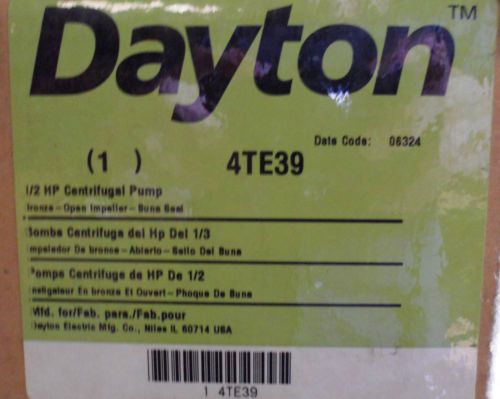 Dayton™
Date Code: 06324
(1 ) 4TE39
1/2 HP Centrifugal Pump
Bronze-Open Impeller-Buna Seal
Bomba Centrifuga del Hp Del 1/3
Impelador De bronce-Abierto-Sello Del Buna
Pompe Centrifuge de HP De 1/2
Instigateur En bronze Et Ouvert-Phoque De Buna
Mfd. for/Fab. para./Fab.pour
Dayton Electric Mfg. Co., Niles IL 60714 USA
1 4TE39